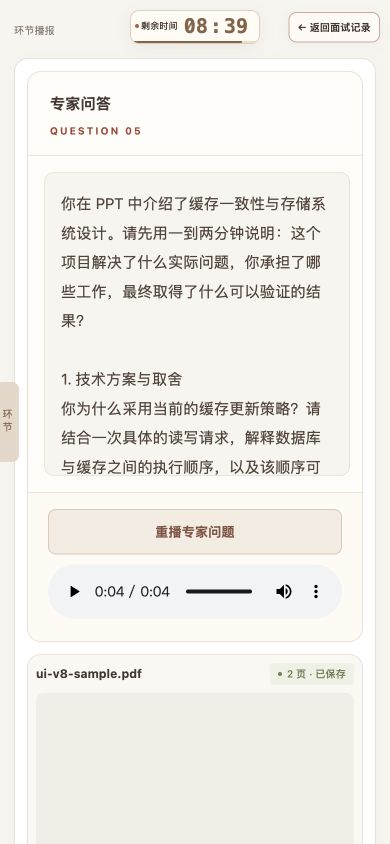 环节播报
剩余时间 08:39
← 返回面试记录
专家问答
QUESTION 05
你在 PPT 中介绍了缓存一致性与存储系
统设计。请先用一到两分钟说明：这个
项目解决了什么实际问题，你承担了哪
些工作，最终取得了什么可以验证的结
果？
1. 技术方案与取舍
你为什么采用当前的缓存更新策略？请
结合一次具体的读写请求，解释数据库
与缓存之间的执行顺序，以及该顺序可
环
节
重播专家问题
0:04 / 0:04
ui-v8-sample.pdf
2 页 · 已保存